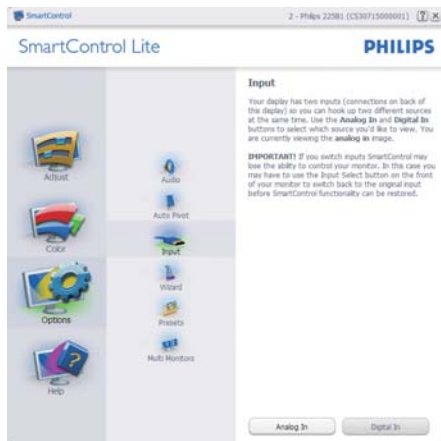 SmartControl
2 - Philips 225B1 (CS30715000001)
SmartControl Lite
PHILIPS
Adjust
Color
Options
Help
Audio
Auto Pivot
Input
Wizard
Presets
Multi Monitors
Input
Your display has two inputs (connections on back of
this display) so you can hook up two different sources
at the same time. Use the Analog In and Digital In
buttons to select which source you'd like to view. You
are currently viewing the analog in image.
IMPORTANT! If you switch inputs SmartControl may
lose the ability to control your monitor. In this case you
may have to use the Input Select button on the front
of your monitor to switch back to the original input
before SmartControl functionality can be restored.
Analog In
Digital In